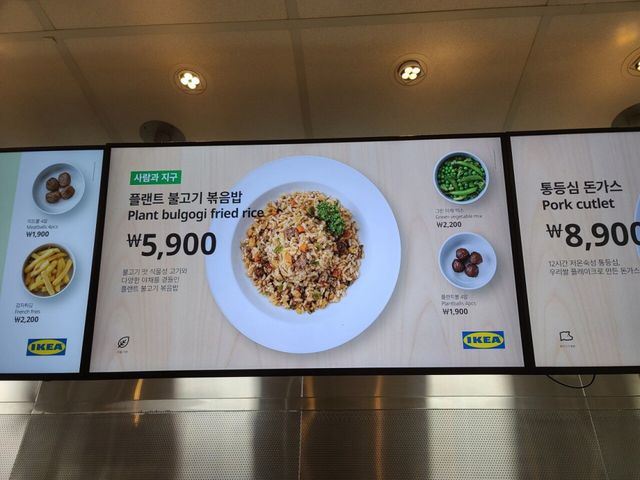 미트볼 4알
Meatballs 4pcs
₩1,900
감자튀김
French fries
₩2,200
IKEA
사람과 지구
플랜트 불고기 볶음밥
Plant bulgogi fried rice
₩5,900
불고기 맛 식물성 고기와
다양한 야채를 곁들인
플랜트 불고기 볶음밥
그린 야채 믹스
Green vegetable mix
₩2,200
플랜트볼 4알
Plantballs 4pcs
₩1,900
IKEA
통등심 돈가스
Pork cutlet
₩8,900
12시간 저온숙성 통등심,
우리쌀 플레이크로 만든 돈가스